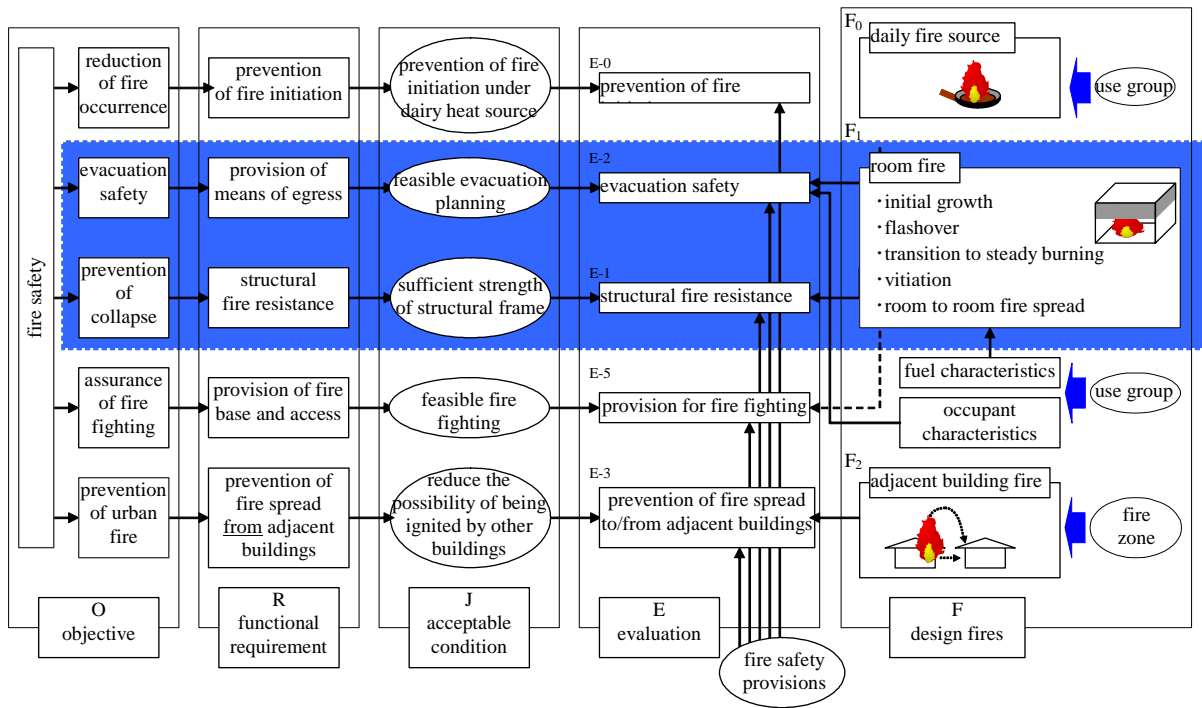 fire safety
reduction
of fire
occurrence
evacuation
safety
prevention
of
collapse
assurance
of fire
fighting
prevention
of urban
fire
O
objective
prevention
of fire initiation
provision of
means of egress
structural
fire resistance
provision of fire
base and access
prevention of
fire spread
from adjacent
buildings
R
functional
requirement
prevention of fire
initiation under
dairy heat source
feasible evacuation
planning
sufficient strength
of structural frame
feasible fire
fighting
reduce the
possibility of being
ignited by other
buildings
J
acceptable
condition
E-0
prevention of fire
E-2
evacuation safety
E-1
structural fire resistance
E-5
provision for fire fighting
E-3
prevention of fire spread
to/from adjacent buildings
E
evaluation
fire safety
provisions
F0
daily fire source
use group
F1
room fire
・initial growth
・flashover
・transition to steady burning
・vitiation
・room to room fire spread
fuel characteristics
occupant
characteristics
use group
F2
adjacent building fire
fire
zone
F
design fires